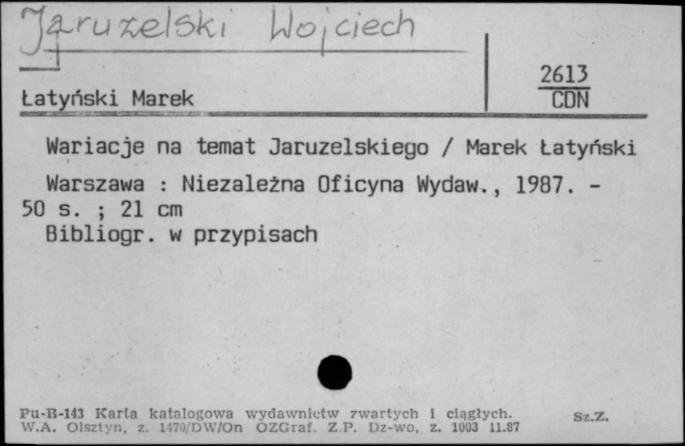 Jaruzelski Wojciech
2613
Łatyński Marek
CDN
Wariacje na temat Jaruzelskiego / Marek Łatyński
Warszawa : Niezależna Oficyna Wydaw., 1987. -
50 s. ; 21 cm
Bibliogr. w przypisach
Pu-B-143 Karta katalogowa wydawnictw zwartych i ciągłych.
Sz.Z.
W.A. Olsztyn, z. 1470/DW/On OZGraf. Z.P. Dz-wo, z. 1003 11.87